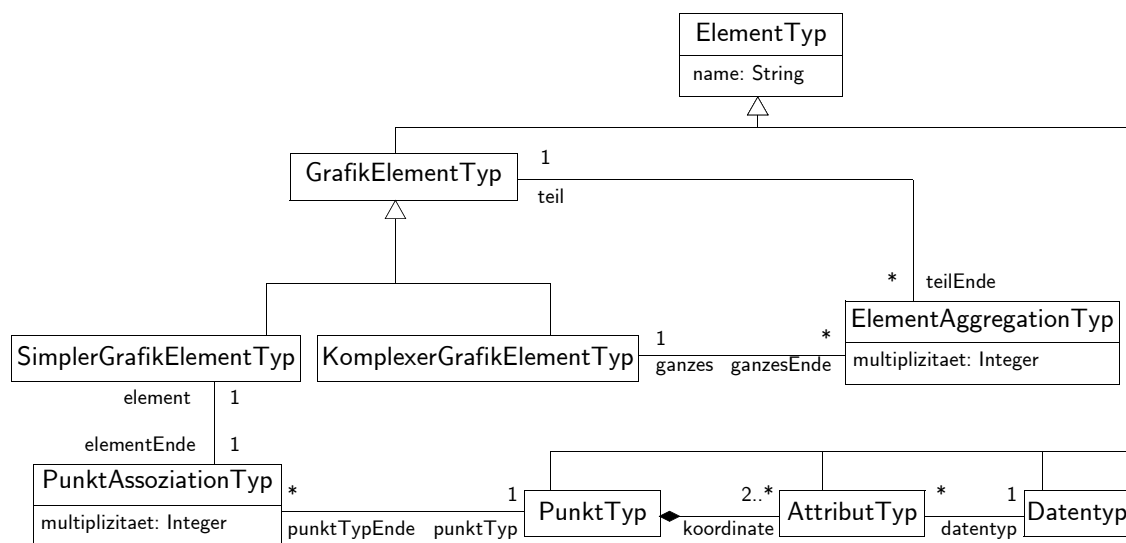 ElementTyp
name: String
GrafikElementTyp
1
teil
* teilEnde
ElementAggregationTyp
multiplizitaet: Integer
SimplerGrafikElementTyp
KomplexerGrafikElementTyp
1 *
ganzes ganzesEnde
element 1
elementEnde 1
PunktAssoziationTyp
multiplizitaet: Integer
* 1
punktTypEnde punktTyp
PunktTyp
2..*
koordinate
AttributTyp
* 1
datentyp
Datentyp